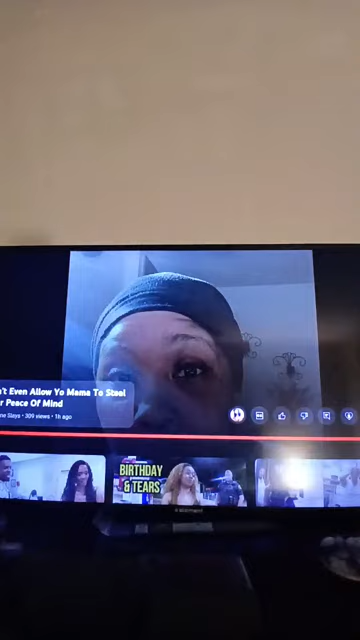 't Even Allow Yo Mama To Steel
r Peace Of Mind
ne Slays • 309 views • 1h ago
BIRTHDAY
& TEARS